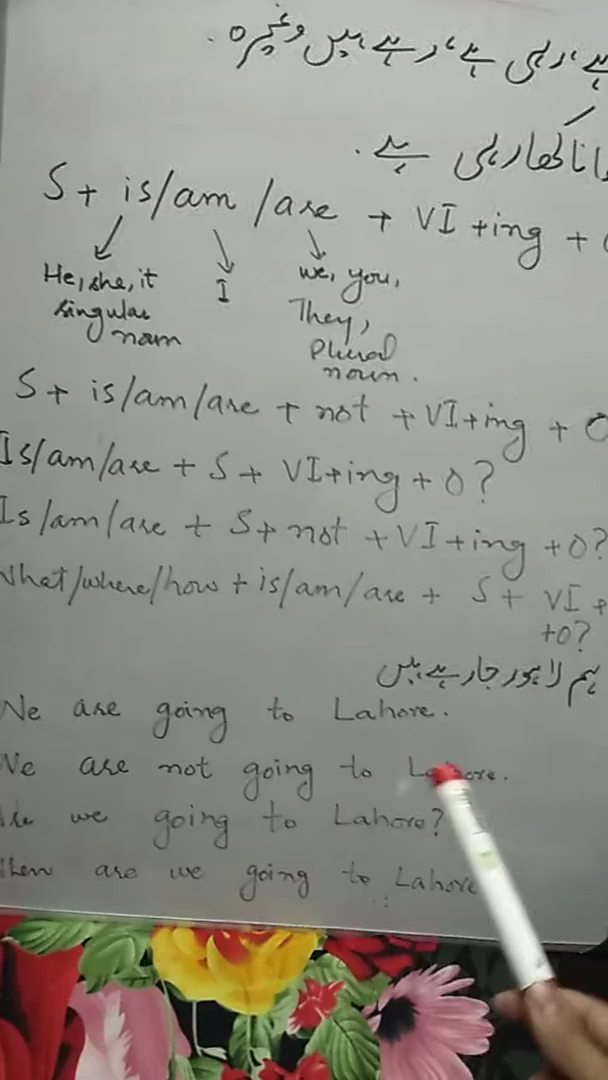 ہے، رہی ہے، رہے ہیں وغیرہ.
کھا رہی ہے.
S + is/am/are + VI+ing +
He, she, it
singular
noun
I
we, you,
They,
Plural
noun.
S + is/am/are + not + VI+ing + O
Is/am/are + S + VI+ing + O?
Is/am/are + S + not + VI+ing + O?
What/where/how + is/am/are + S + VI +
+O?
ہم لاہور جا رہے ہیں
We are going to Lahore.
We are not going to Lahore.
Are we going to Lahore?
When are we going to Lahore